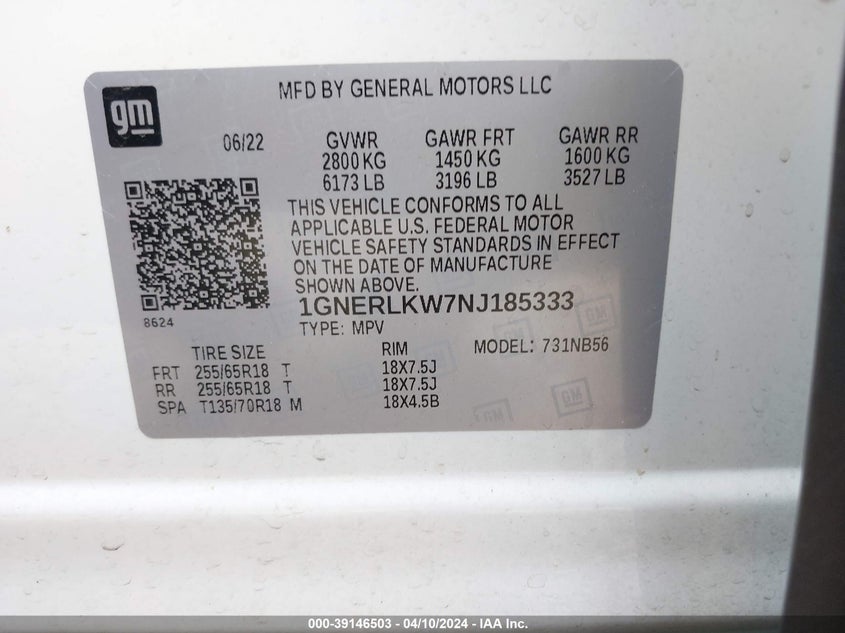 gm
MFD BY GENERAL MOTORS LLC
06/22 GVWR GAWR FRT GAWR RR
2800 KG 1450 KG 1600 KG
6173 LB 3196 LB 3527 LB
THIS VEHICLE CONFORMS TO ALL
APPLICABLE U.S. FEDERAL MOTOR
VEHICLE SAFETY STANDARDS IN EFFECT
ON THE DATE OF MANUFACTURE
SHOWN ABOVE.
8624
1GNERLKW7NJ185333
TYPE: MPV
TIRE SIZE RIM MODEL: 731NB56
FRT 255/65R18 T 18X7.5J
RR 255/65R18 T 18X7.5J
SPA T135/70R18 M 18X4.5B
000-39146503 - 04/10/2024 - IAA Inc.